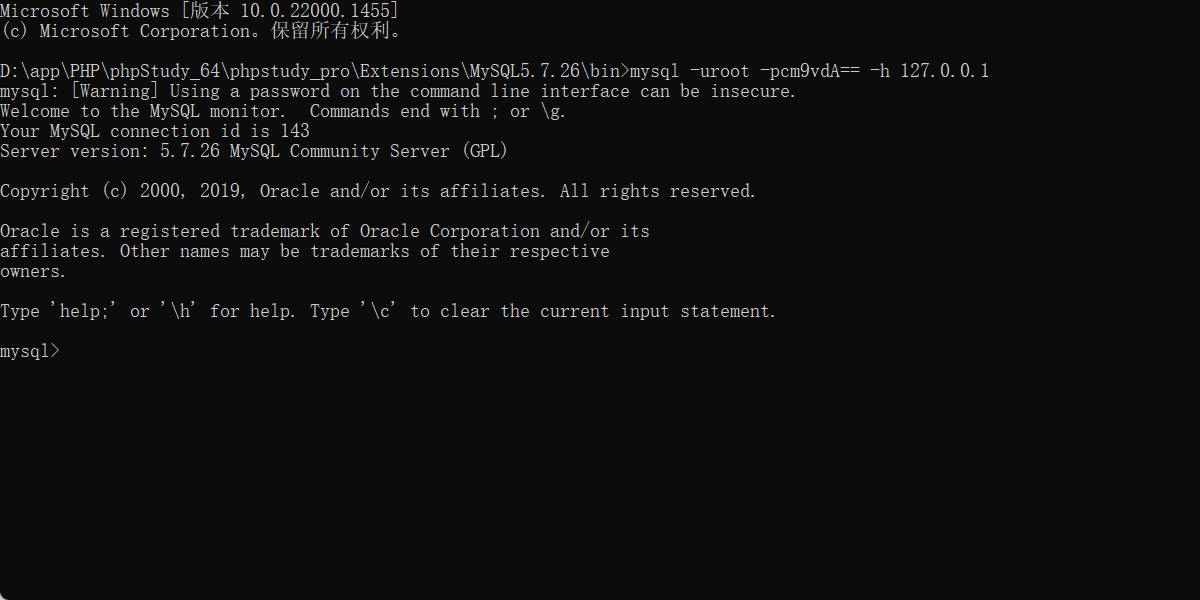 Microsoft Windows [版本 10.0.22000.1455]
(c) Microsoft Corporation。保留所有权利。
D:\app\PHP\phpStudy_64\phpstudy_pro\Extensions\MySQL5.7.26\bin>mysql -uroot -pcm9vdA== -h 127.0.0.1
mysql: [Warning] Using a password on the command line interface can be insecure.
Welcome to the MySQL monitor.  Commands end with ; or \g.
Your MySQL connection id is 143
Server version: 5.7.26 MySQL Community Server (GPL)
Copyright (c) 2000, 2019, Oracle and/or its affiliates. All rights reserved.
Oracle is a registered trademark of Oracle Corporation and/or its
affiliates. Other names may be trademarks of their respective
owners.
Type 'help;' or '\h' for help. Type '\c' to clear the current input statement.
mysql>